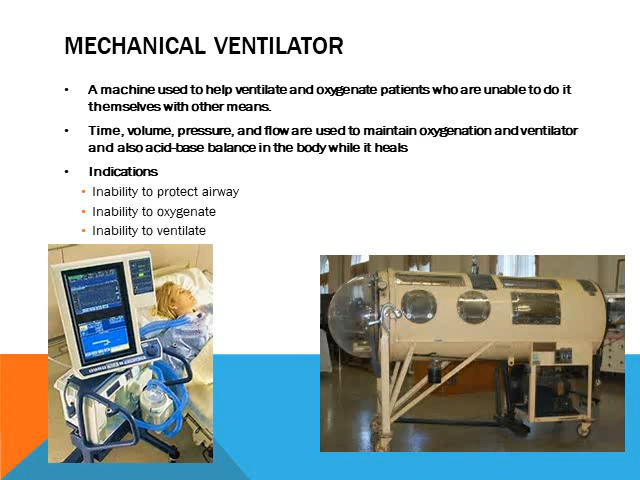 MECHANICAL VENTILATOR
• A machine used to help ventilate and oxygenate patients who are unable to do it
themselves with other means.
• Time, volume, pressure, and flow are used to maintain oxygenation and ventilator
and also acid-base balance in the body while it heals
• Indications
• Inability to protect airway
• Inability to oxygenate
• Inability to ventilate